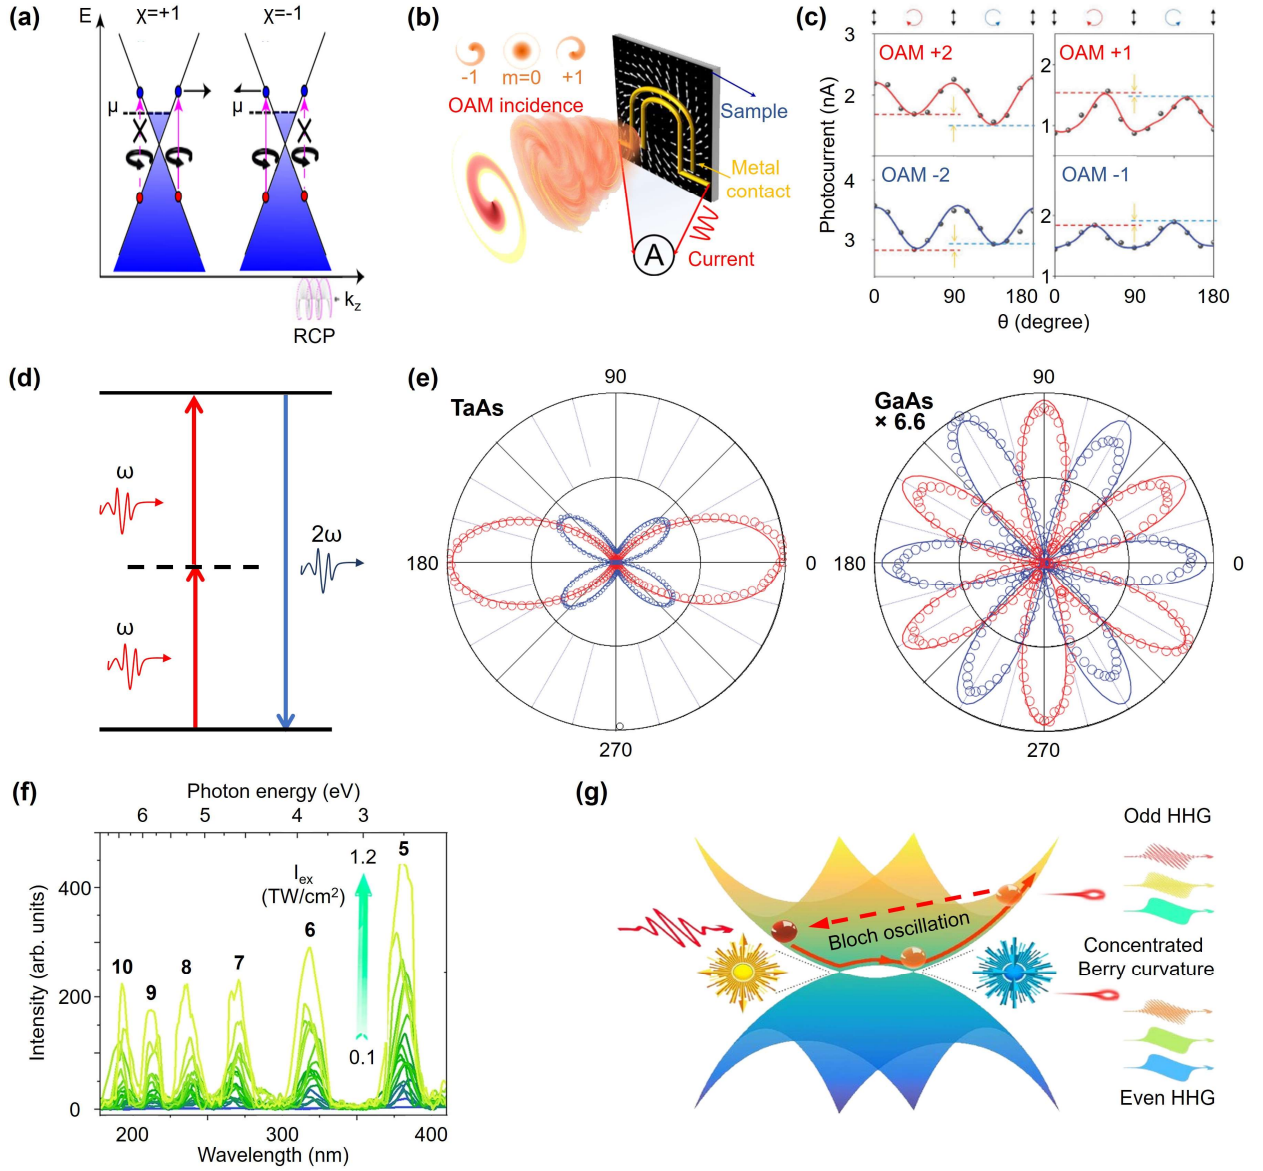 (a)
E
χ=+1
χ=-1
μ
μ
k_z
RCP
(b)
-1
m=0
+1
OAM incidence
Sample
Metal
contact
A
Current
(c)
Photocurrent (nA)
3
2
1
OAM +2
2
1
OAM +1
4
3
OAM -2
2
1
OAM -1
0
90
180
0
90
180
θ (degree)
(d)
ω
ω
2ω
(e)
TaAs
90
180
0
270
GaAs
× 6.6
90
180
0
270
(f)
Photon energy (eV)
6
5
4
3
Intensity (arb. units)
400
200
0
10
9
8
7
6
5
I_ex
(TW/cm²)
1.2
0.1
200
300
400
Wavelength (nm)
(g)
Odd HHG
Bloch oscillation
Concentrated
Berry curvature
Even HHG